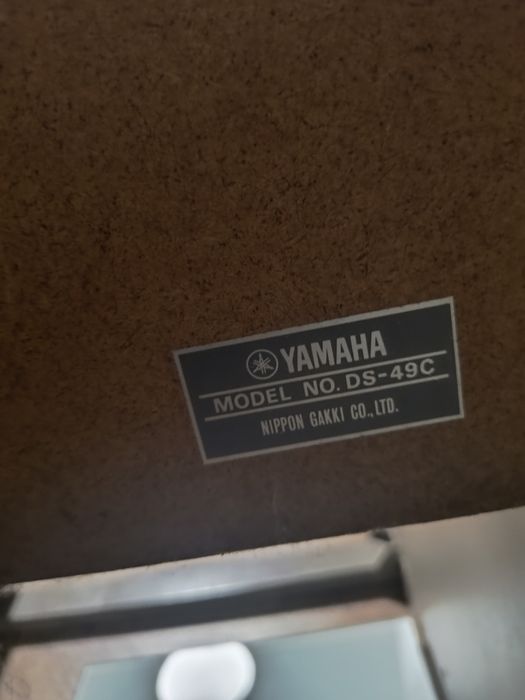 YAMAHA
MODEL NO. DS-49C
NIPPON GAKKI CO., LTD.